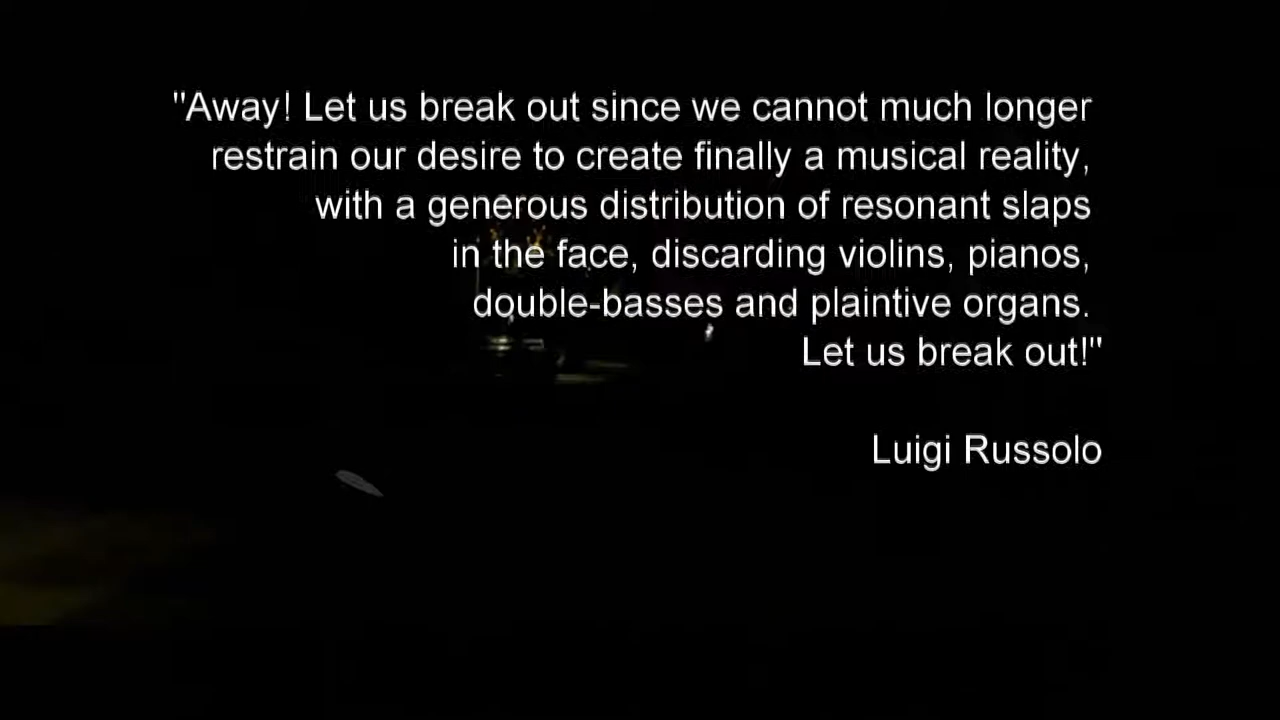 "Away! Let us break out since we cannot much longer
restrain our desire to create finally a musical reality,
with a generous distribution of resonant slaps
in the face, discarding violins, pianos,
double-basses and plaintive organs.
Let us break out!"
Luigi Russolo